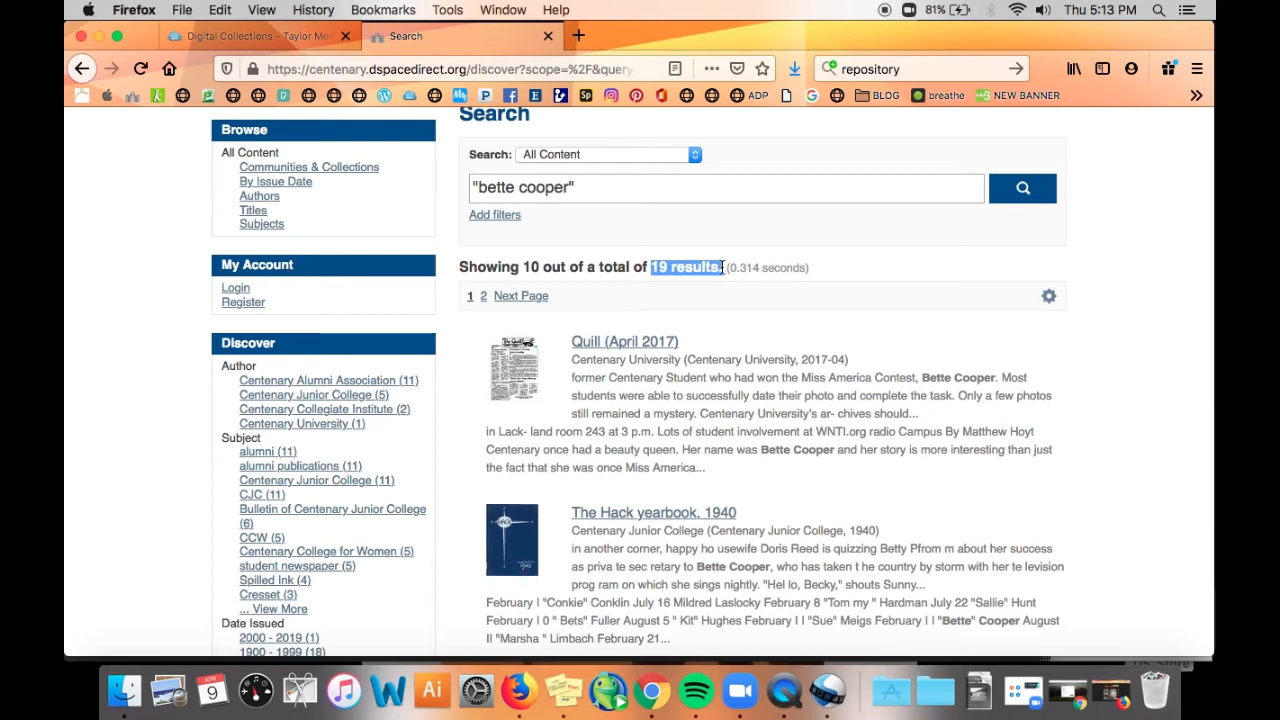 Firefox File Edit View History Bookmarks Tools Window Help 81% Thu 5:13 PM
Digital Collections - Taylor Mer Search
https://centenary.dspacedirect.org/discover?scope=%2F&query repository
ADP BLOG breathe NEW BANNER
Search
Browse
All Content
Communities & Collections
By Issue Date
Authors
Titles
Subjects
My Account
Login
Register
Discover
Author
Centenary Alumni Association (11)
Centenary Junior College (5)
Centenary Collegiate Institute (2)
Centenary University (1)
Subject
alumni (11)
alumni publications (11)
Centenary Junior College (11)
CJC (11)
Bulletin of Centenary Junior College
(6)
CCW (5)
Centenary College for Women (5)
student newspaper (5)
Spilled Ink (4)
Cresset (3)
... View More
Date Issued
2000 - 2019 (1)
1900 - 1999 (18)
Search: All Content
"bette cooper"
Add filters
Showing 10 out of a total of 19 results. (0.314 seconds)
1 2 Next Page
Quill (April 2017)
Centenary University (Centenary University, 2017-04)
former Centenary Student who had won the Miss America Contest, Bette Cooper. Most
students were able to successfully date their photo and complete the task. Only a few photos
still remained a mystery. Centenary University's ar- chives should...
in Lack- land room 243 at 3 p.m. Lots of student involvement at WNTI.org radio Campus By Matthew Hoyt
Centenary once had a beauty queen. Her name was Bette Cooper and her story is more interesting than just
the fact that she was once Miss America...
The Hack yearbook, 1940
Centenary Junior College (Centenary Junior College, 1940)
in another corner, happy ho usewife Doris Reed is quizzing Betty Pfrom m about her success
as priva te sec retary to Bette Cooper, who has taken t he country by storm with her te levision
prog ram on which she sings nightly. "Hel lo, Becky," shouts Sunny...
February I "Conkie" Conklin July 16 Mildred Laslocky February 8 "Tom my " Hardman July 22 "Sallie" Hunt
February I 0 " Bets" Fuller August 5 " Kit" Hughes February I I "Sue" Meigs February I I "Bette" Cooper August
II "Marsha " Limbach February 21...